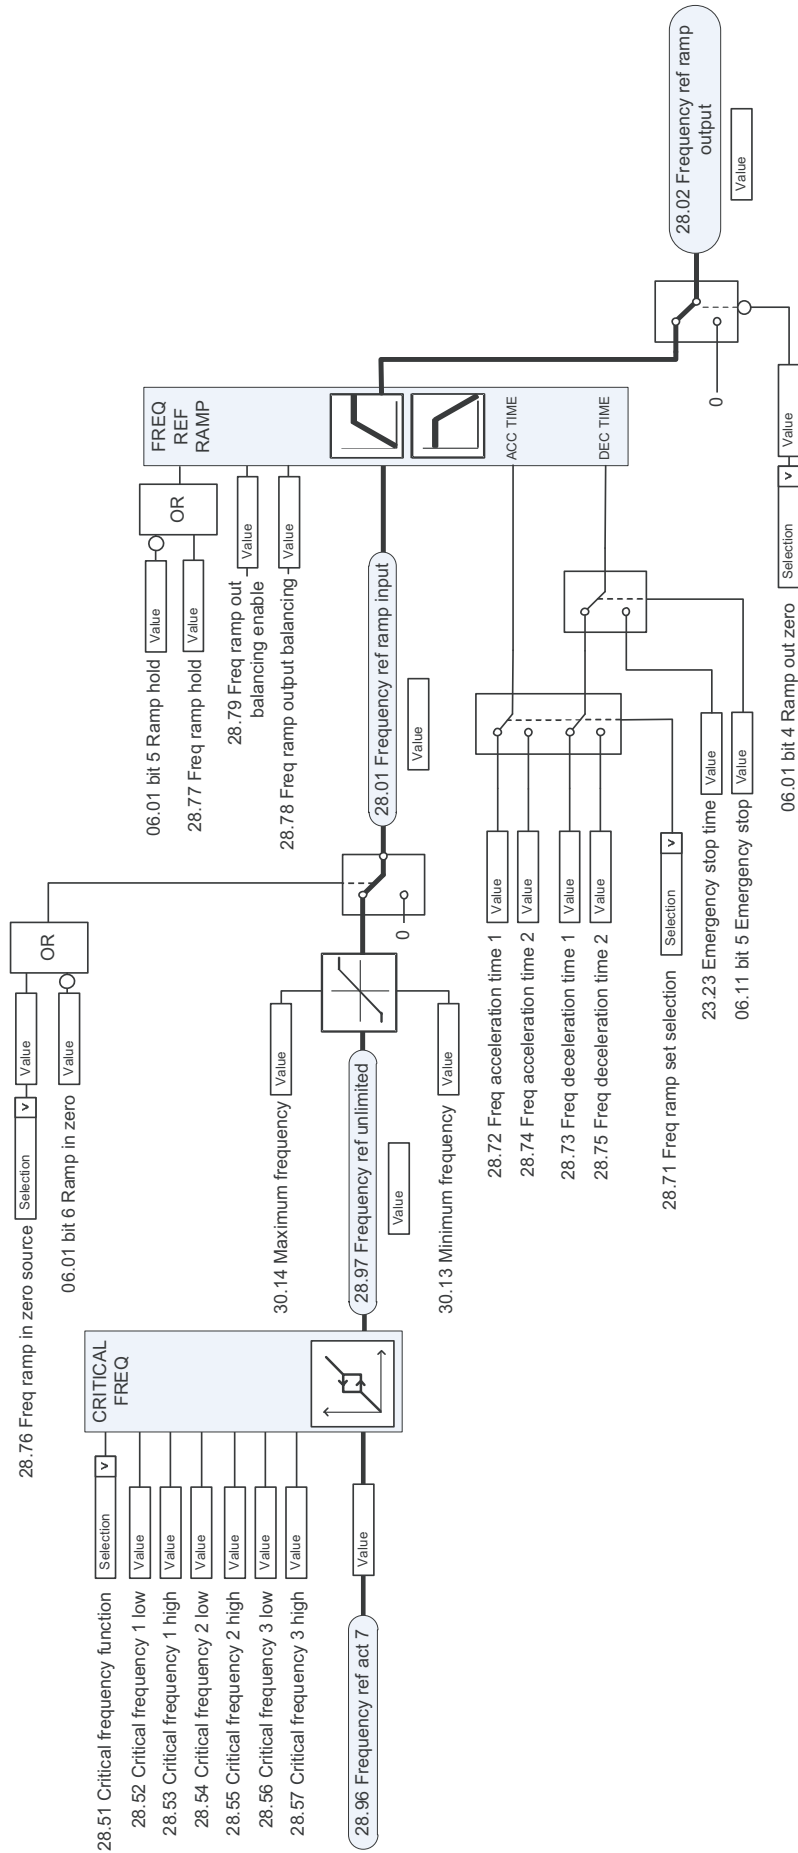 28.51 Critical frequency function
Selection
v
28.52 Critical frequency 1 low
Value
28.53 Critical frequency 1 high
Value
28.54 Critical frequency 2 low
Value
28.55 Critical frequency 2 high
Value
28.56 Critical frequency 3 low
Value
28.57 Critical frequency 3 high
Value
28.96 Frequency ref act 7
Value
CRITICAL
FREQ
28.76 Freq ramp in zero source
Selection
v
Value
06.01 bit 6 Ramp in zero
Value
OR
30.14 Maximum frequency
Value
28.97 Frequency ref unlimited
Value
30.13 Minimum frequency
Value
0
06.01 bit 5 Ramp hold
Value
28.77 Freq ramp hold
Value
OR
28.79 Freq ramp out
balancing enable
Value
28.78 Freq ramp output balancing
Value
28.01 Frequency ref ramp input
Value
FREQ
REF
RAMP
ACC TIME
DEC TIME
28.72 Freq acceleration time 1
Value
28.74 Freq acceleration time 2
Value
28.73 Freq deceleration time 1
Value
28.75 Freq deceleration time 2
Value
28.71 Freq ramp set selection
Selection
v
23.23 Emergency stop time
Value
06.11 bit 5 Emergency stop
Value
06.01 bit 4 Ramp out zero
Selection
v
Value
0
28.02 Frequency ref ramp
output
Value